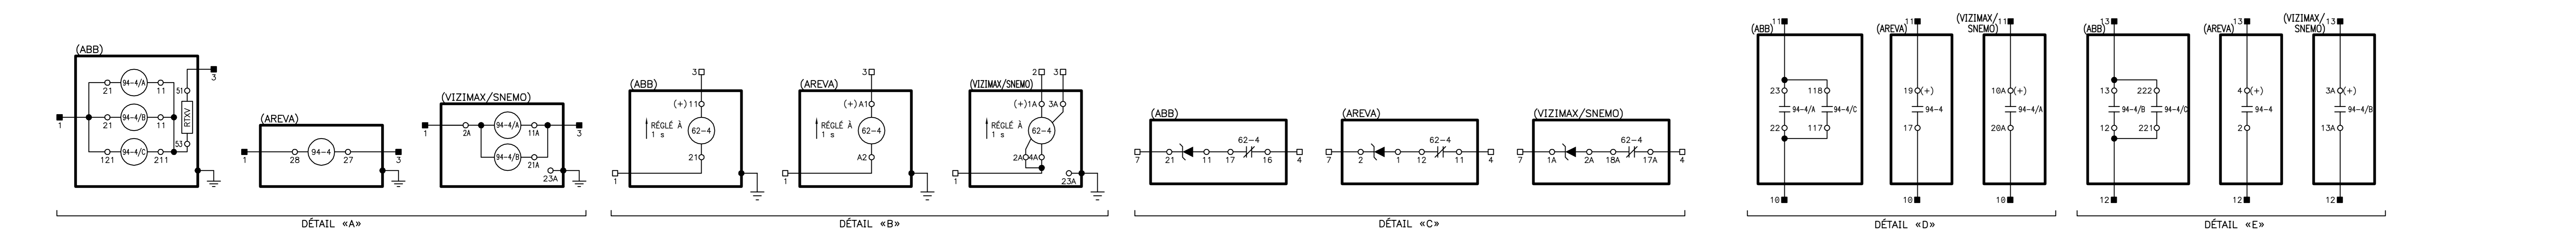 (ABB)
94-4/A
21
11
51
3
RTXV
94-4/B
1
21
11
53
94-4/C
121
211
(AREVA)
94-4
1
28
27
3
(VIZIMAX/SNEMO)
94-4/A
1
2A
11A
3
94-4/B
21A
23A
DÉTAIL «A»
3
(ABB)
(+)11
RÉGLÉ À
1 s
62-4
21
1
3
(AREVA)
(+)A1
RÉGLÉ À
1 s
62-4
A2
1
2
3
(VIZIMAX/SNEMO)
(+)1A
3A
RÉGLÉ À
1 s
62-4
2A
4A
1
23A
DÉTAIL «B»
(ABB)
62-4
7
21
11
17
16
4
(AREVA)
62-4
7
2
1
12
11
4
(VIZIMAX/SNEMO)
62-4
7
1A
2A
18A
17A
4
DÉTAIL «C»
11
(ABB)
23
118
94-4/A
94-4/C
22
117
10
11
(AREVA)
19
(+)
94-4
17
10
(VIZIMAX/
SNEMO)
11
10A
(+)
94-4/A
20A
10
DÉTAIL «D»
13
(ABB)
13
222
94-4/B
94-4/C
12
221
12
13
(AREVA)
4
(+)
94-4
2
12
(VIZIMAX/
SNEMO)
13
3A
(+)
94-4/B
13A
12
DÉTAIL «E»